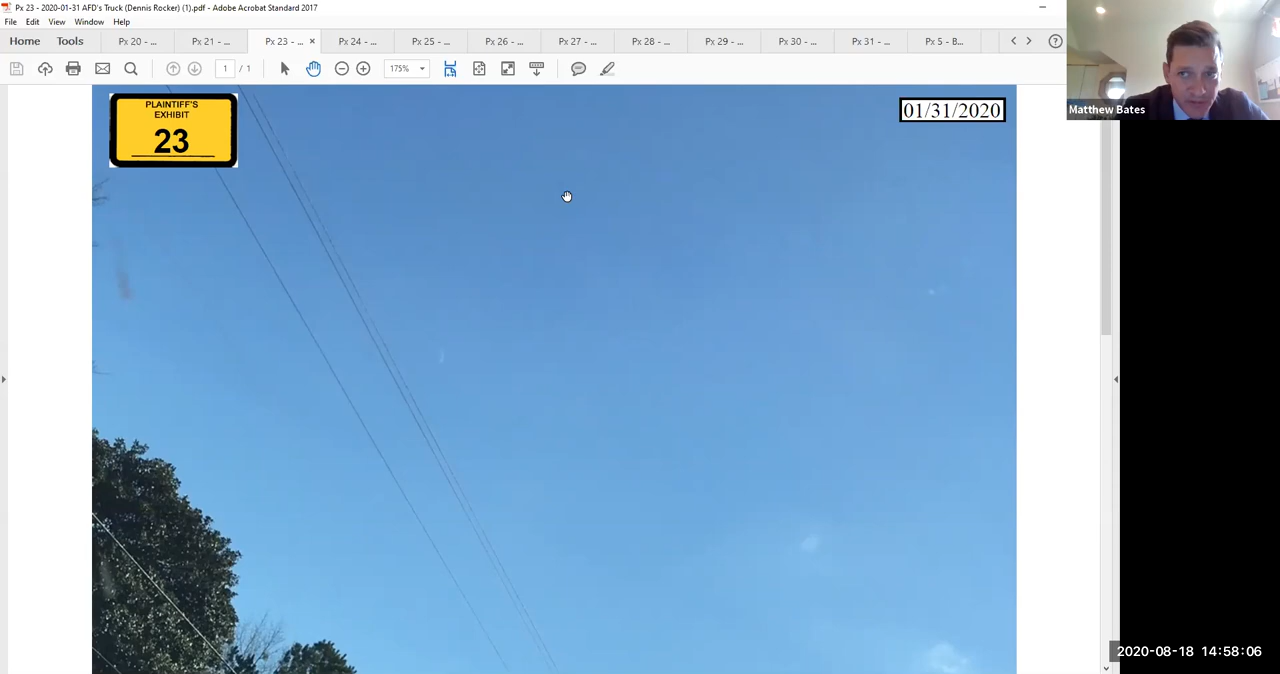 Px 23 - 2020-01-31 AFD's Truck (Dennis Rocker) (1).pdf - Adobe Acrobat Standard 2017
File Edit View Window Help
Home Tools Px 20 - ... Px 21 - ... Px 23 - ... × Px 24 - ... Px 25 - ... Px 26 - ... Px 27 - ... Px 28 - ... Px 29 - ... Px 30 - ... Px 31 - ... Px 5 - B...
1 / 1 175%
PLAINTIFF'S
EXHIBIT
23
01/31/2020
Matthew Bates
2020-08-18 14:58:06